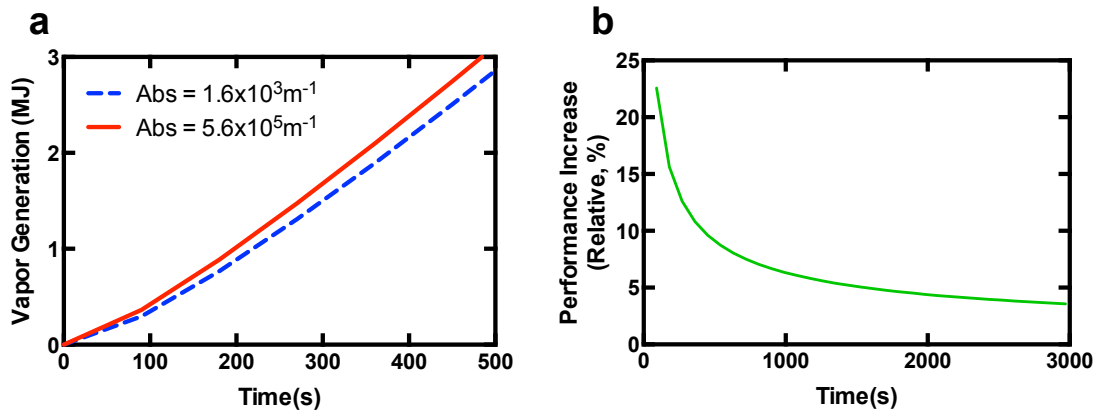 a
Vapor Generation (MJ)
3
2
1
0
Abs = 1.6x10³m⁻¹
Abs = 5.6x10⁵m⁻¹
0 100 200 300 400 500
Time(s)
b
Performance Increase
(Relative, %)
25
20
15
10
5
0
0 1000 2000 3000
Time(s)